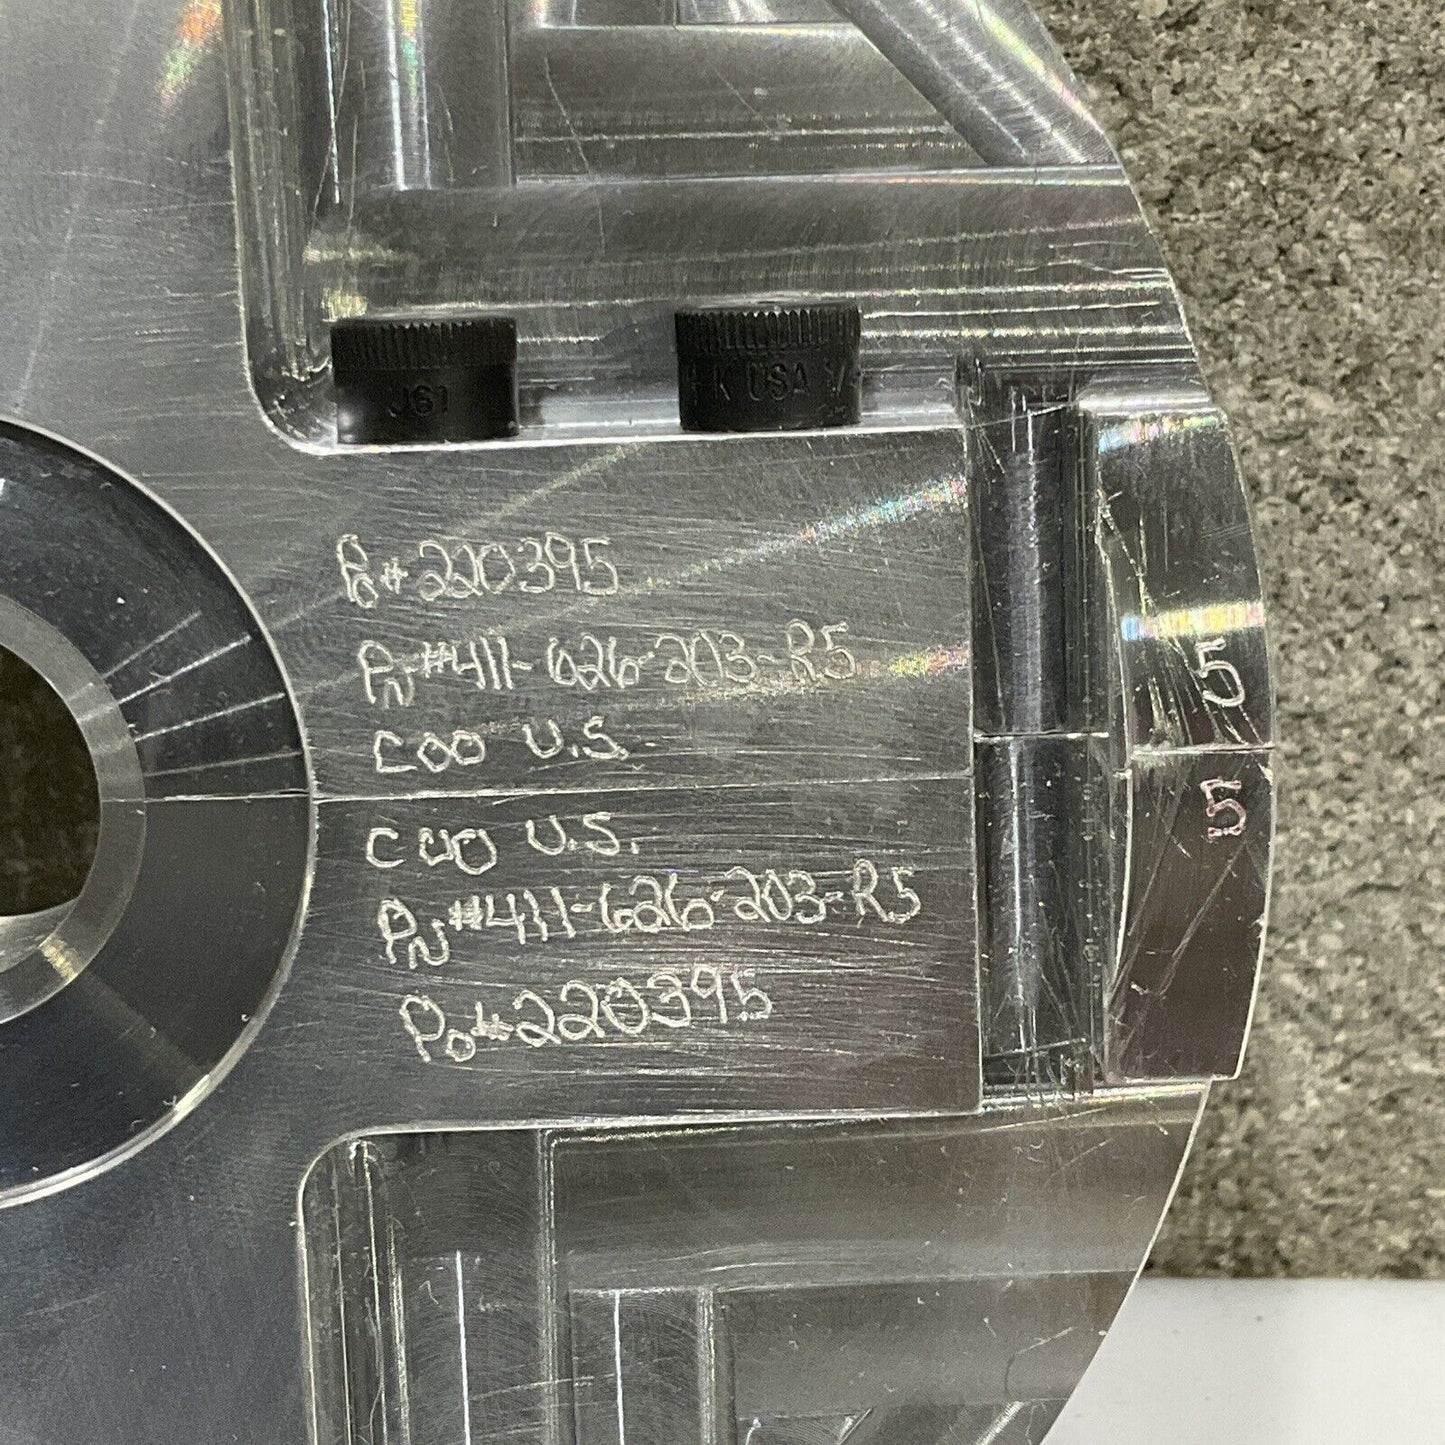 J61
K USA
Po# 220395
PN #411-626-203-R5
COO U.S.
5
5
COO U.S.
PN #411-626-203-R5
Po# 220395